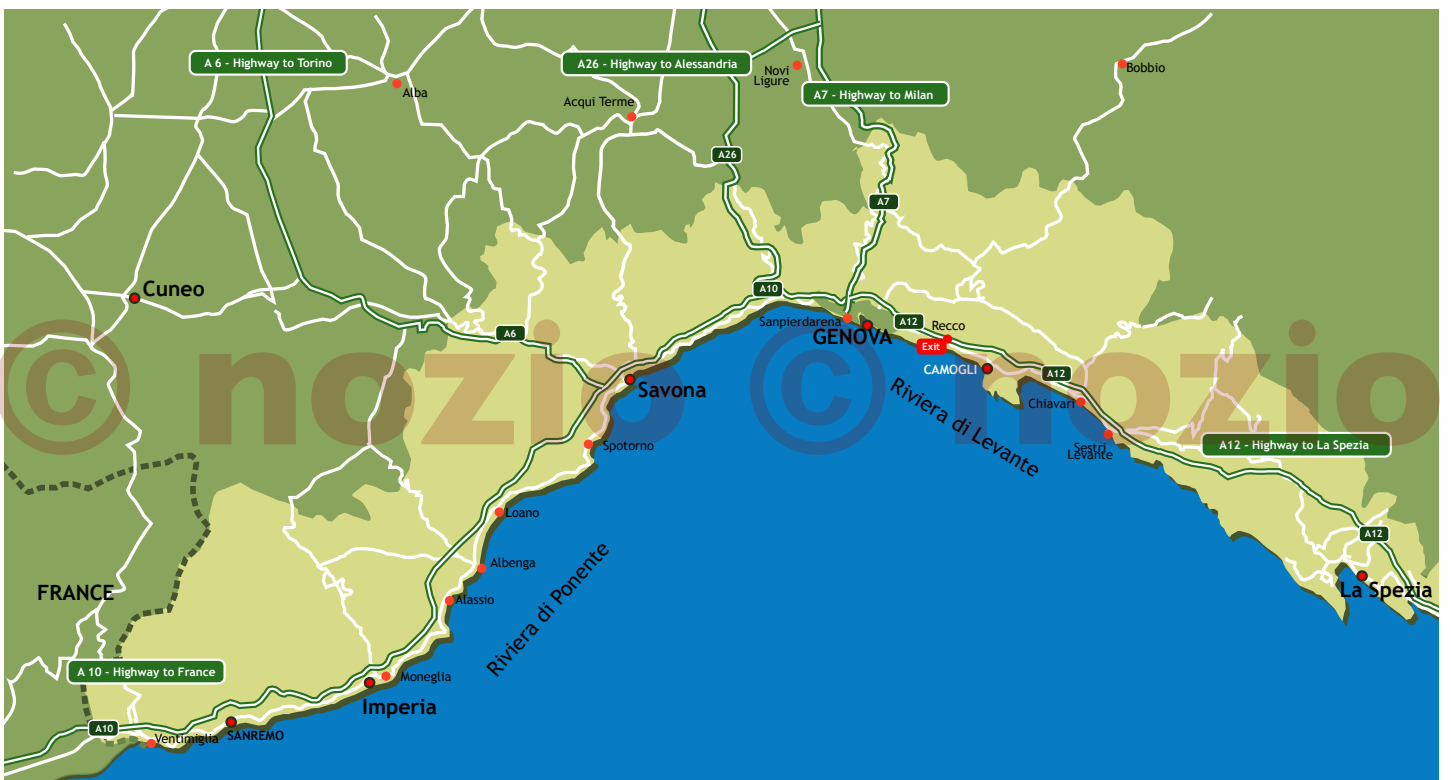 A 6 - Highway to Torino
A26 - Highway to Alessandria
Novi
Ligure
Bobbio
Alba
A7 - Highway to Milan
Acqui Terme
A26
A7
Cuneo
A10
Sanpierdarena
A12
Recco
A6
GENOVA
Exit
CAMOGLI
A12
© nozio © nozio
Savona
Riviera di Levante
Chiavari
Spotorno
Sestri
Levante
A12 - Highway to La Spezia
Loano
A12
Albenga
FRANCE
Riviera di Ponente
La Spezia
Alassio
A 10 - Highway to France
Moneglia
Imperia
A10
Ventimiglia
SANREMO